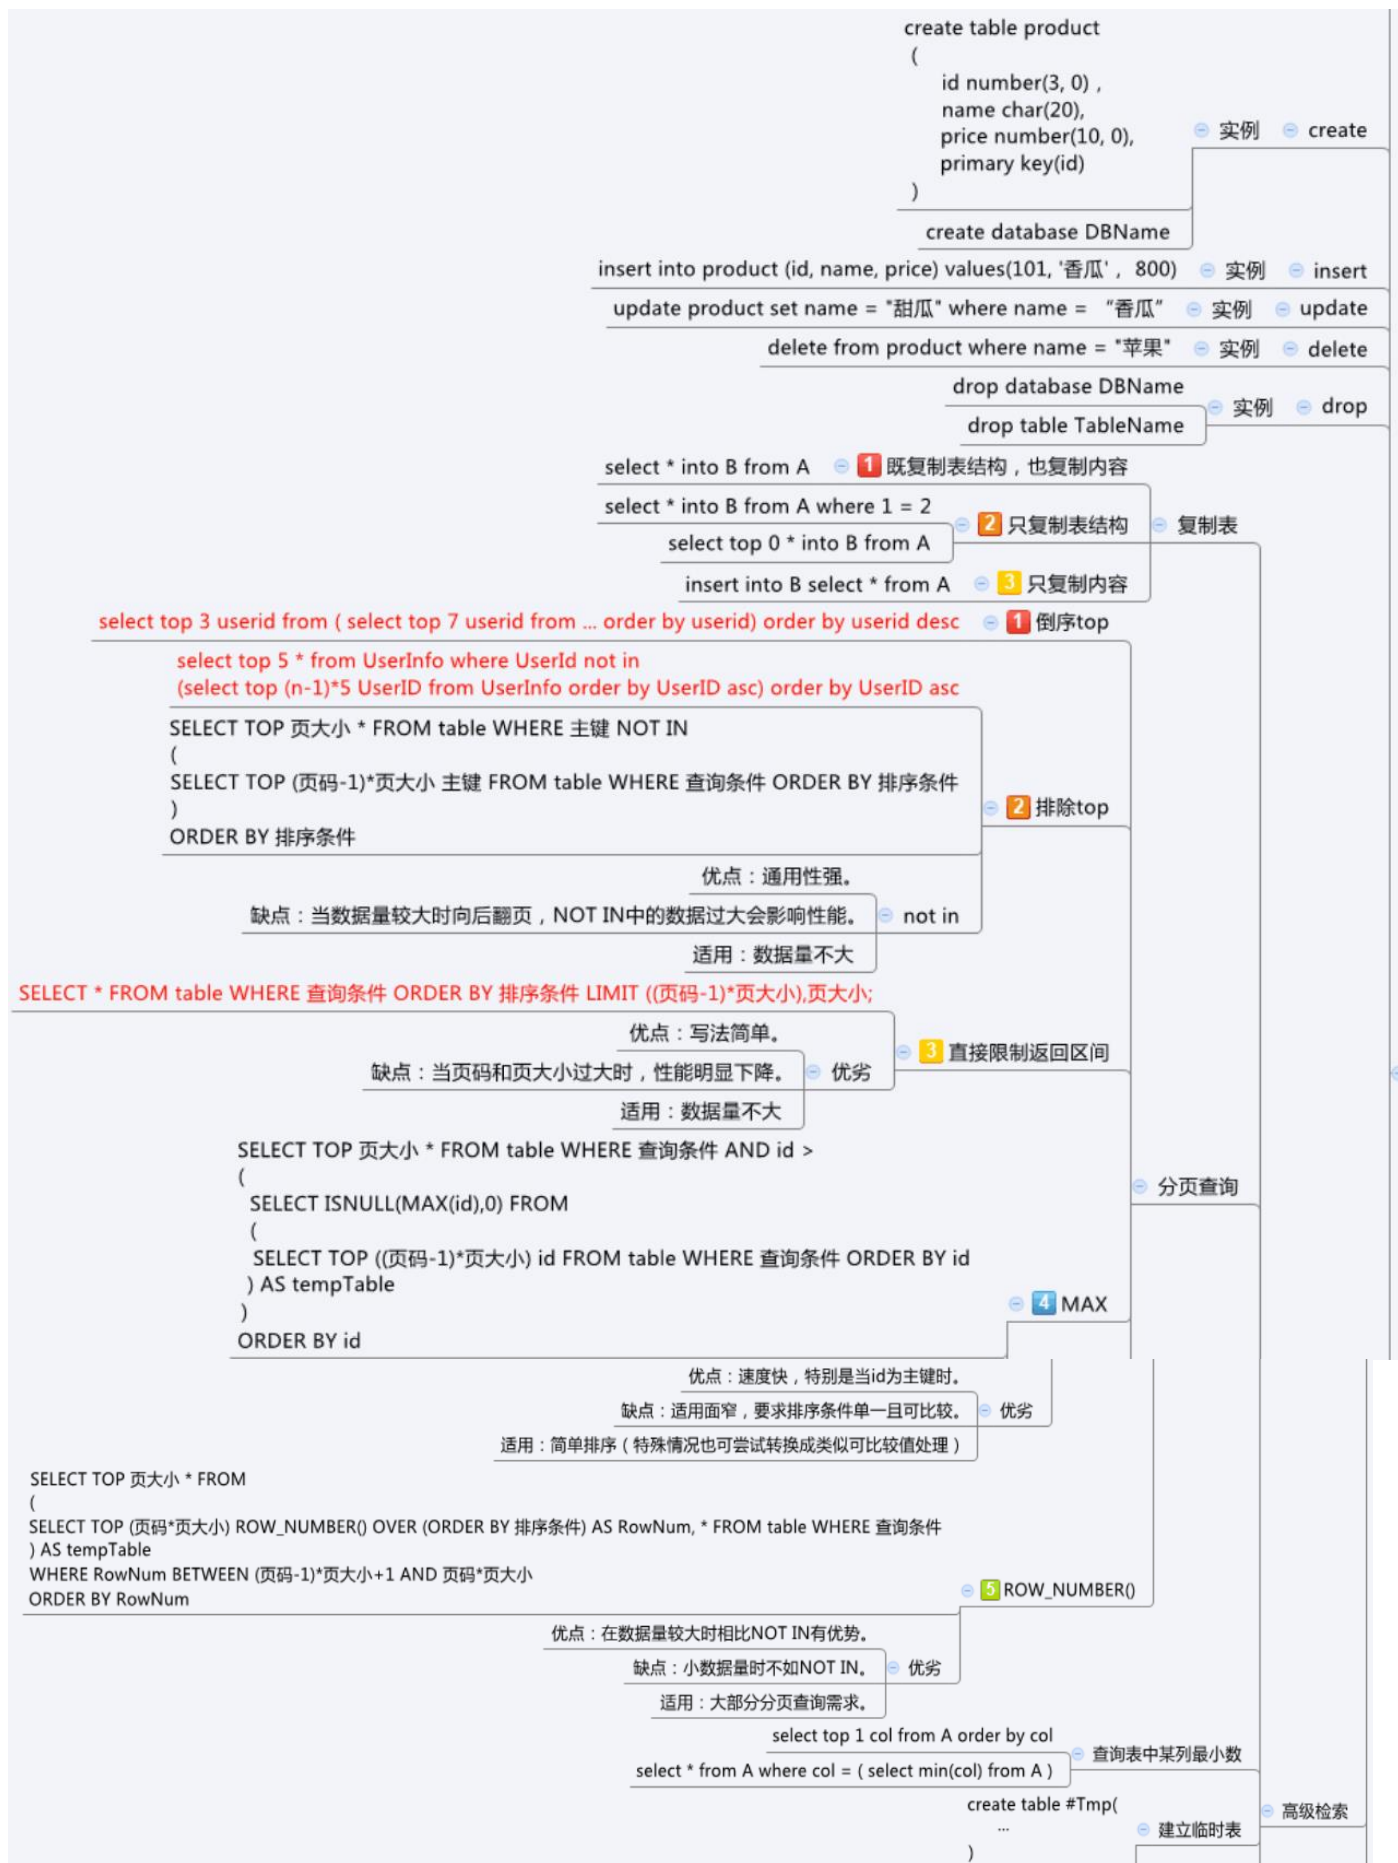 create table product
(
id number(3, 0) ,
name char(20),
price number(10, 0),
primary key(id)
)
实例
create
create database DBName
insert into product (id, name, price) values(101, '香瓜' ，800)
实例
insert
update product set name = "甜瓜" where name = “香瓜”
实例
update
delete from product where name = "苹果"
实例
delete
drop database DBName
drop table TableName
实例
drop
select * into B from A
1 既复制表结构，也复制内容
select * into B from A where 1 = 2
select top 0 * into B from A
2 只复制表结构
复制表
insert into B select * from A
3 只复制内容
select top 3 userid from ( select top 7 userid from ... order by userid) order by userid desc
1 倒序top
select top 5 * from UserInfo where UserId not in
(select top (n-1)*5 UserID from UserInfo order by UserID asc) order by UserID asc
SELECT TOP 页大小 * FROM table WHERE 主键 NOT IN
(
SELECT TOP (页码-1)*页大小 主键 FROM table WHERE 查询条件 ORDER BY 排序条件
)
ORDER BY 排序条件
2 排除top
优点：通用性强。
缺点：当数据量较大时向后翻页，NOT IN中的数据过大会影响性能。
适用：数据量不大
not in
SELECT * FROM table WHERE 查询条件 ORDER BY 排序条件 LIMIT ((页码-1)*页大小),页大小;
优点：写法简单。
缺点：当页码和页大小过大时，性能明显下降。
适用：数据量不大
优劣
3 直接限制返回区间
SELECT TOP 页大小 * FROM table WHERE 查询条件 AND id >
(
SELECT ISNULL(MAX(id),0) FROM
(
SELECT TOP ((页码-1)*页大小) id FROM table WHERE 查询条件 ORDER BY id
) AS tempTable
)
ORDER BY id
4 MAX
分页查询
优点：速度快，特别是当id为主键时。
缺点：适用面窄，要求排序条件单一且可比较。
适用：简单排序（特殊情况也可尝试转换成类似可比较值处理）
优劣
SELECT TOP 页大小 * FROM
(
SELECT TOP (页码*页大小) ROW_NUMBER() OVER (ORDER BY 排序条件) AS RowNum, * FROM table WHERE 查询条件
) AS tempTable
WHERE RowNum BETWEEN (页码-1)*页大小+1 AND 页码*页大小
ORDER BY RowNum
5 ROW_NUMBER()
优点：在数据量较大时相比NOT IN有优势。
缺点：小数据量时不如NOT IN。
适用：大部分分页查询需求。
优劣
select top 1 col from A order by col
select * from A where col = ( select min(col) from A )
查询表中某列最小数
create table #Tmp(
...
)
建立临时表
高级检索